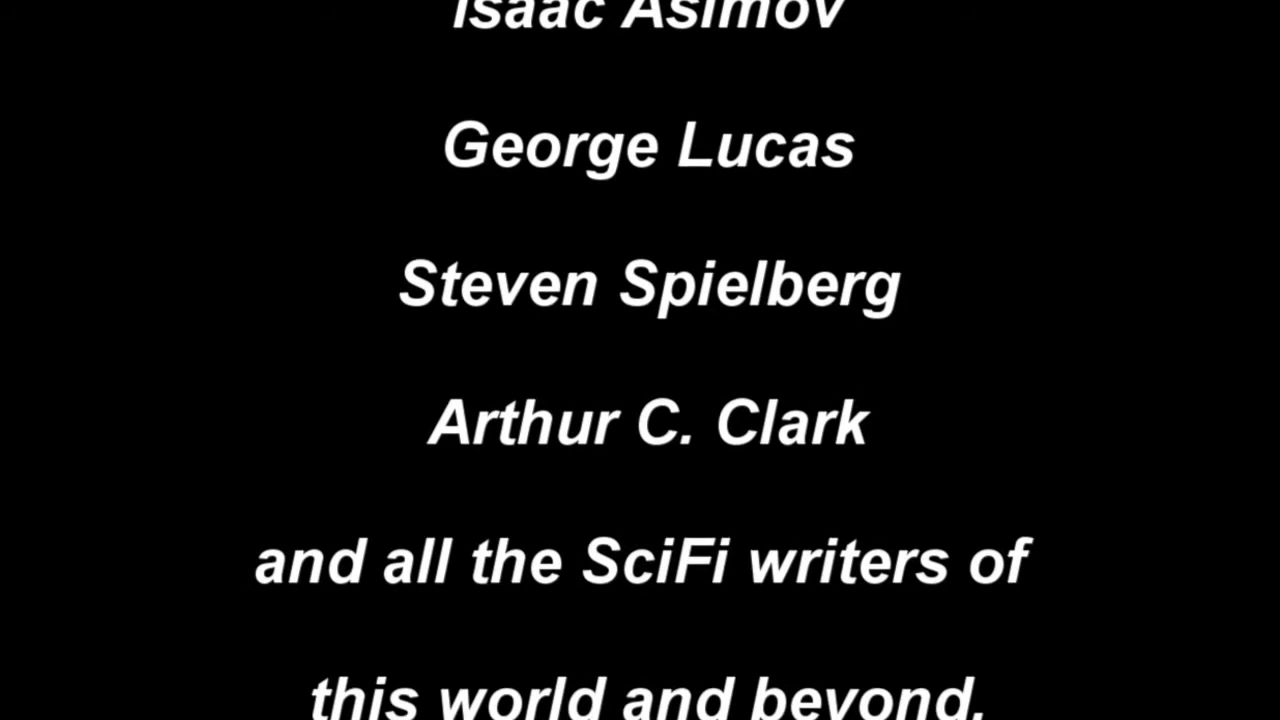 Isaac Asimov
George Lucas
Steven Spielberg
Arthur C. Clark
and all the SciFi writers of
this world and beyond.